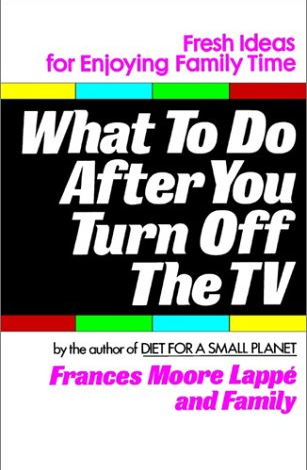 Fresh Ideas
for Enjoying Family Time
What To Do
After You
Turn Off
The TV
by the author of DIET FOR A SMALL PLANET
Frances Moore Lappé
and Family